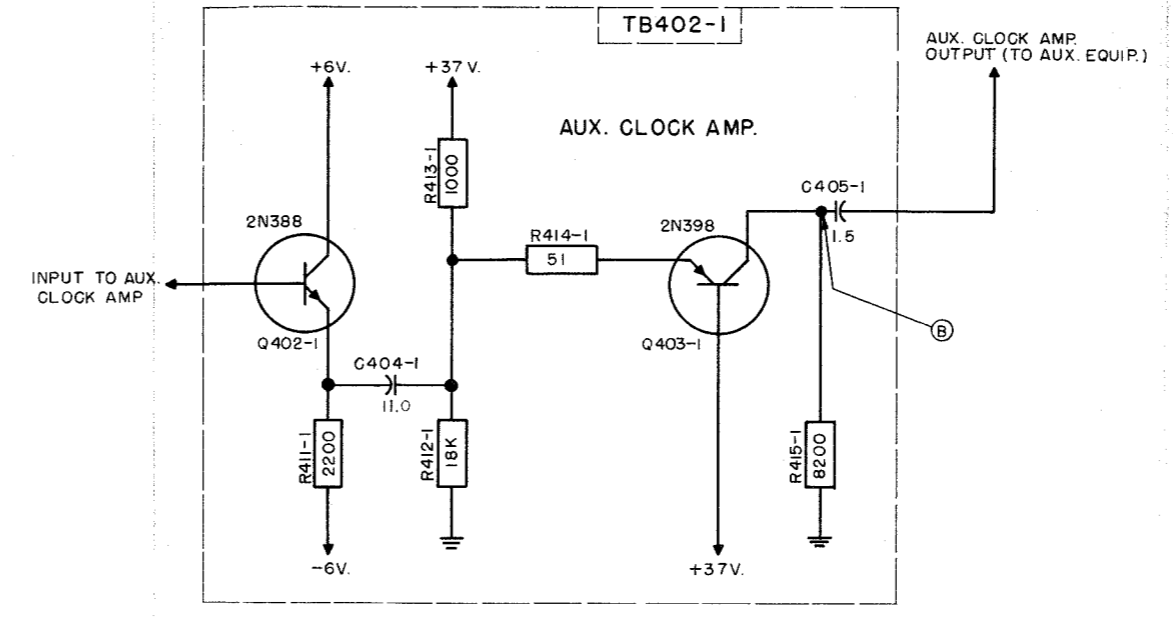 TB402-1
AUX. CLOCK AMP.
OUTPUT (TO AUX. EQUIP.)
+6V.
+37 V.
AUX. CLOCK AMP.
R413-1
1000
C405-1
1.5
2N388
R414-1
51
2N398
INPUT TO AUX.
CLOCK AMP
Q402-1
Q403-1
B
C404-1
11.0
R411-1
2200
R412-1
18K
R415-1
8200
-6V.
+37V.